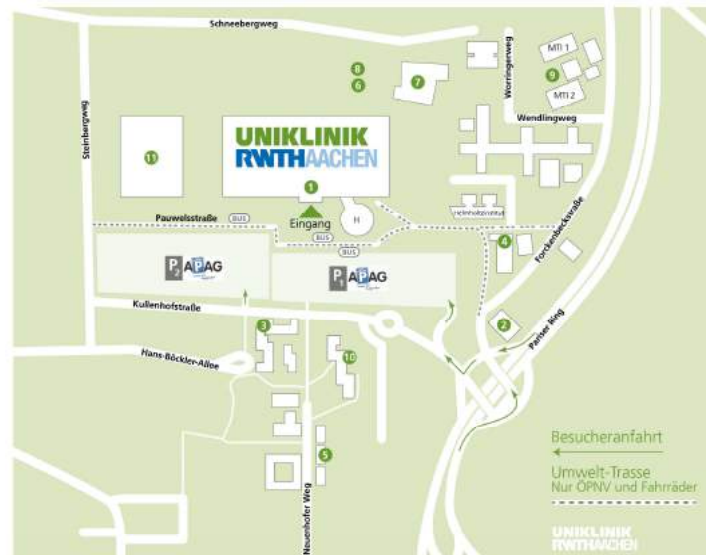 Schneebergweg
Steinbergweg
Worringerweg
MTI 1
8
6
7
9
MTI 2
Wendlingweg
UNIKLINIK
RWTHAACHEN
11
1
Eingang
H
Helmholtzinstitut
Pauwelsstraße
BUS
BUS
BUS
4
Forckenbeckstraße
P2 APAG
P1 APAG
Kullenhofstraße
2
Pariser Ring
3
Hans-Böckler-Allee
10
5
Neuenhofer Weg
Besucheranfahrt
Umwelt-Trasse
Nur ÖPNV und Fahrräder
UNIKLINIK
RWTHAACHEN